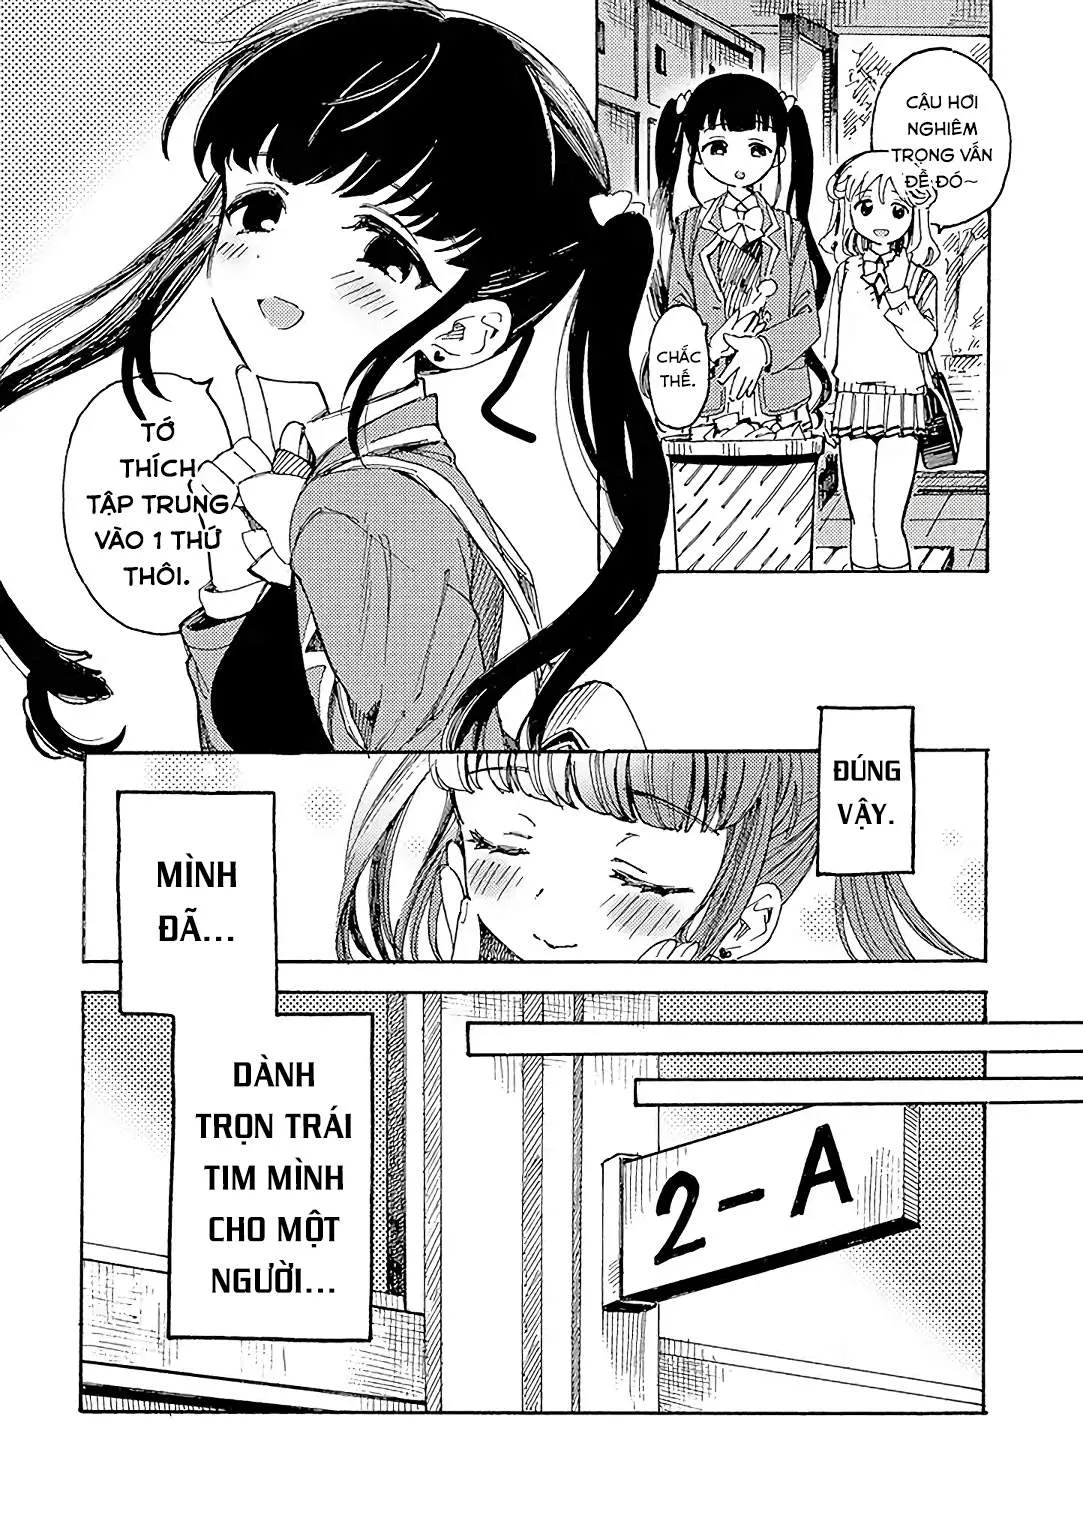 CẬU HƠI
NGHIÊM
TRỌNG VẤN
ĐỀ ĐÓ~
CHẮC
THẾ.
TỚ
THÍCH
TẬP TRUNG
VÀO 1 THỨ
THÔI.
ĐÚNG
VẬY.
MÌNH
ĐÃ...
DÀNH
TRỌN TRÁI
TIM MÌNH
CHO MỘT
NGƯỜI...
2-A